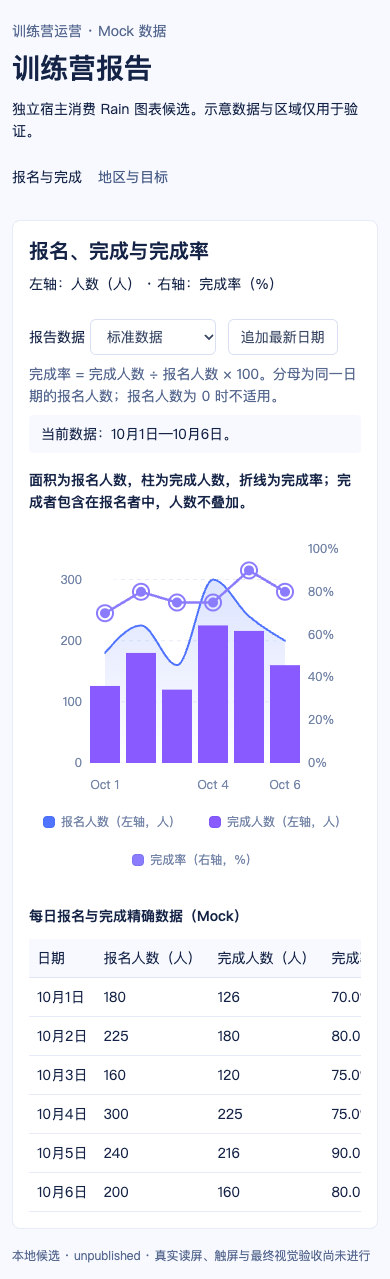 训练营运营 · Mock 数据
训练营报告
独立宿主消费 Rain 图表候选。示意数据与区域仅用于验
证。
报名与完成 地区与目标
报名、完成与完成率
左轴：人数（人） · 右轴：完成率（%）
报告数据 标准数据 追加最新日期
完成率 = 完成人数 ÷ 报名人数 × 100。分母为同一日
期的报名人数；报名人数为 0 时不适用。
当前数据：10月1日—10月6日。
面积为报名人数，柱为完成人数，折线为完成率；完
成者包含在报名者中，人数不叠加。
100%
300 80%
200 60%
40%
100 20%
0 0%
Oct 1 Oct 4 Oct 6
报名人数（左轴，人） 完成人数（左轴，人）
完成率（右轴，%）
每日报名与完成精确数据（Mock）
日期 报名人数（人） 完成人数（人） 完成
10月1日 180 126 70.0
10月2日 225 180 80.0
10月3日 160 120 75.0
10月4日 300 225 75.0
10月5日 240 216 90.0
10月6日 200 160 80.0
本地候选 · unpublished · 真实读屏、触屏与最终视觉验收尚未进行